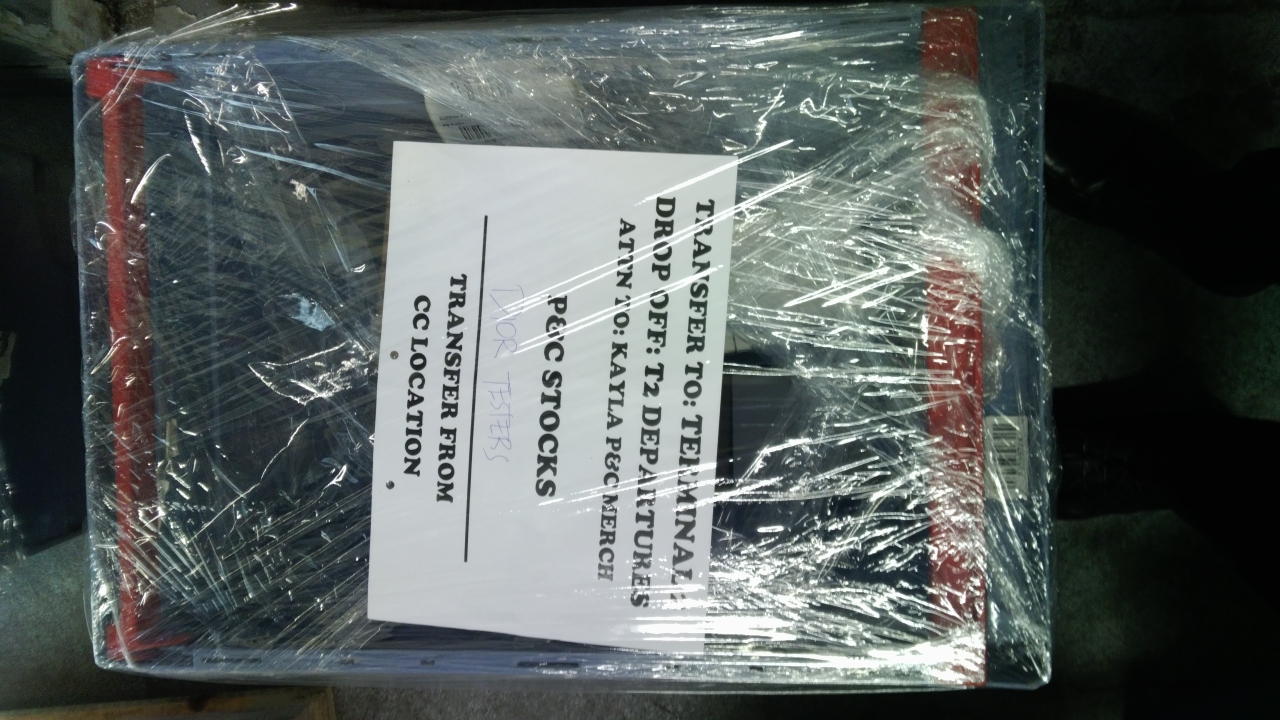 TRANSFER TO: TERMINAL 2
DROP OFF: T2 DEPARTURES
ATTN TO: KAYLA P&C MERCH
P&C STOCKS
DIOR TESTERS
TRANSFER FROM
CC LOCATION